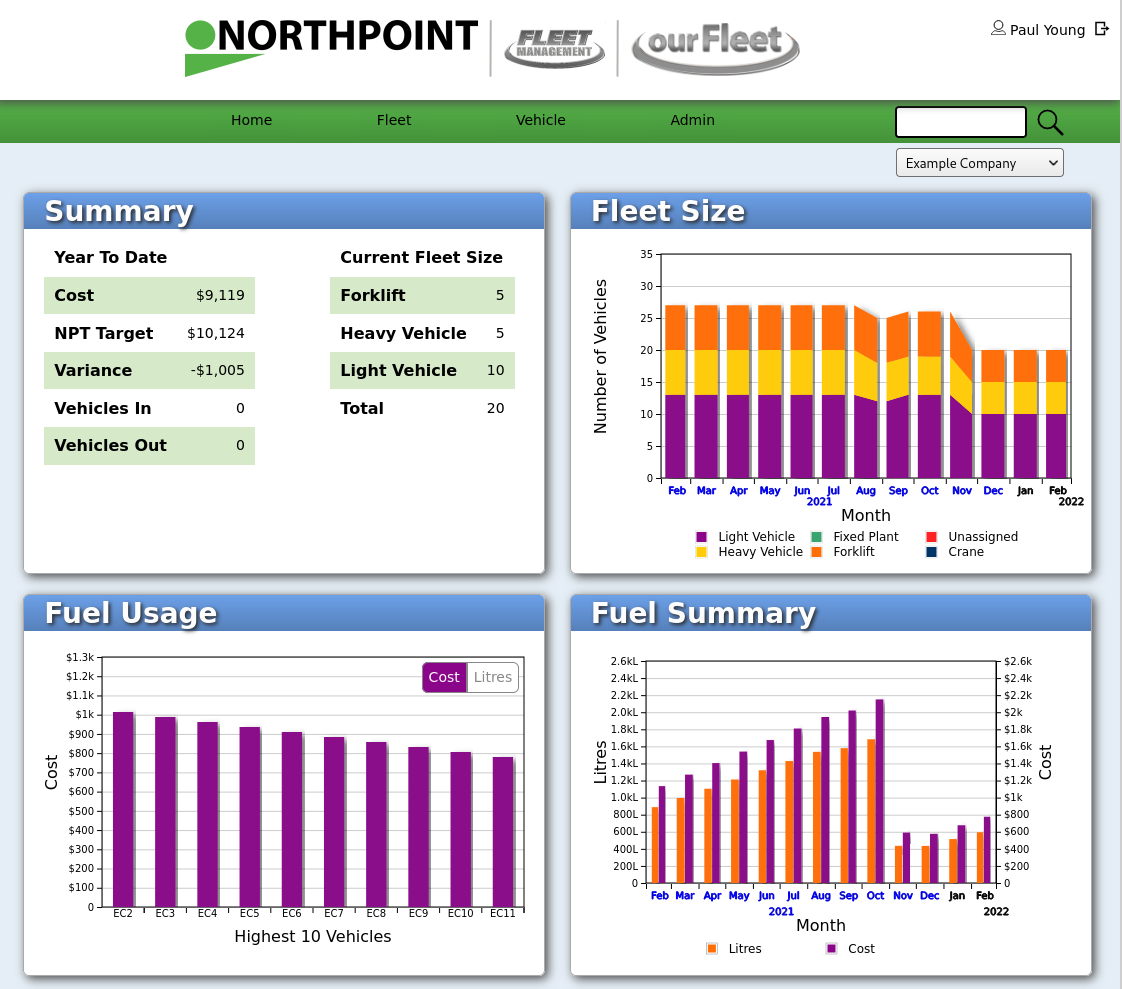 NORTHPOINT
FLEET
MANAGEMENT
ourFleet
Paul Young
Home Fleet Vehicle Admin
Example Company
Summary
Year To Date
Cost $9,119
NPT Target $10,124
Variance -$1,005
Vehicles In 0
Vehicles Out 0
Current Fleet Size
Forklift 5
Heavy Vehicle 5
Light Vehicle 10
Total 20
Fleet Size
35
30
25
20
15
10
5
0
Number of Vehicles
Feb Mar Apr May Jun Jul Aug Sep Oct Nov Dec Jan Feb
2021 2022
Month
Light Vehicle Fixed Plant Unassigned
Heavy Vehicle Forklift Crane
Fuel Usage
Cost Litres
$1.3k
$1.2k
$1.1k
$1k
$900
$800
$700
$600
$500
$400
$300
$200
$100
0
Cost
EC2 EC3 EC4 EC5 EC6 EC7 EC8 EC9 EC10 EC11
Highest 10 Vehicles
Fuel Summary
2.6kL $2.6k
2.4kL $2.4k
2.2kL $2.2k
2.0kL $2k
1.8kL $1.8k
1.6kL $1.6k
1.4kL $1.4k
1.2kL $1.2k
1.0kL $1k
800L $800
600L $600
400L $400
200L $200
0 0
Litres
Cost
Feb Mar Apr May Jun Jul Aug Sep Oct Nov Dec Jan Feb
2021 2022
Month
Litres Cost